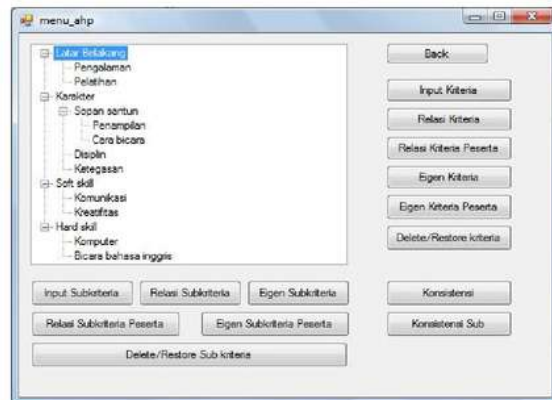 menu_ahp
Latar Belakang
Pengalaman
Pelatihan
Karakter
Sopan santun
Penampilan
Cara bicara
Disiplin
Ketegasan
Soft skill
Komunikasi
Kreatifitas
Hard skill
Komputer
Bicara bahasa inggris
Back
Input Kriteria
Relasi Kriteria
Relasi Kriteria Peserta
Eigen Kriteria
Eigen Kriteria Peserta
Delete/Restore kriteria
Input Subkriteria
Relasi Subkriteria
Eigen Subkriteria
Konsistensi
Relasi Subkriteria Peserta
Eigen Subkriteria Peserta
Konsistensi Sub
Delete/Restore Sub kriteria